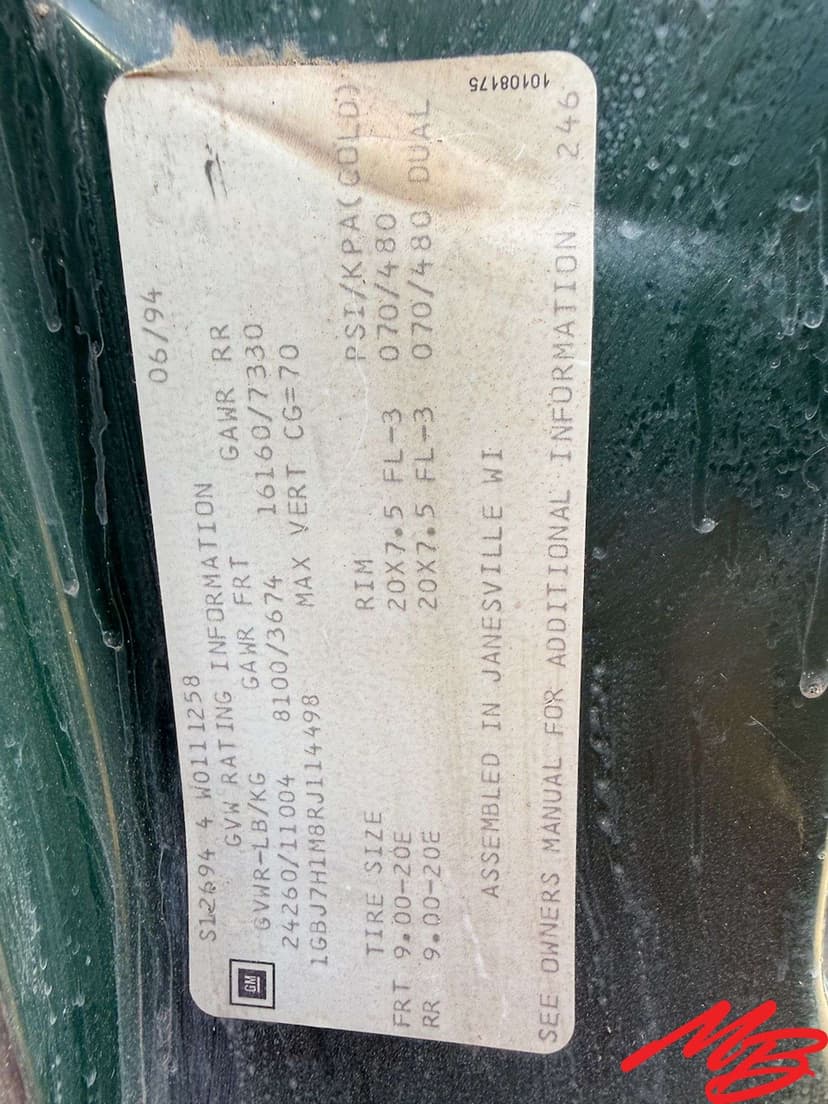 06/94
S12694 4 W0111258
GVW RATING INFORMATION
GVWR-LB/KG GAWR FRT GAWR RR
24260/11004 8100/3674 16160/7330
1GBJ7H1M8RJ114498 MAX VERT CG=70
TIRE SIZE RIM PSI/KPA(COLD)
FRT 9.00-20E 20X7.5 FL-3 070/480
RR 9.00-20E 20X7.5 FL-3 070/480 DUAL
ASSEMBLED IN JANESVILLE WI
SEE OWNERS MANUAL FOR ADDITIONAL INFORMATION 246
GM
10108175
MB